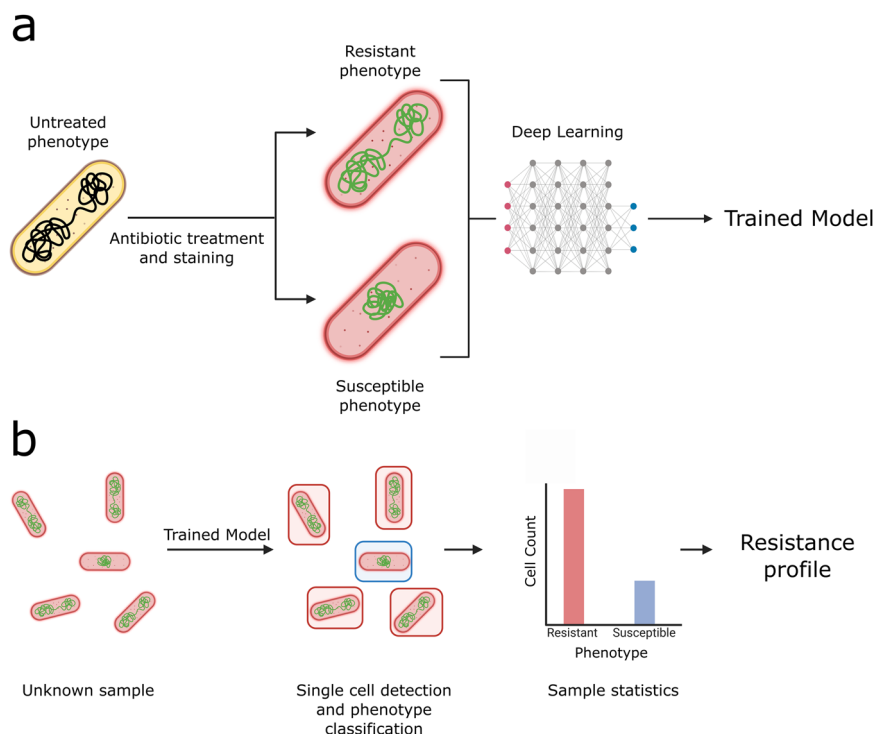 a
Untreated
phenotype
Antibiotic treatment
and staining
Resistant
phenotype
Susceptible
phenotype
Deep Learning
Trained Model
b
Unknown sample
Trained Model
Single cell detection
and phenotype
classification
Cell Count
Resistant
Susceptible
Phenotype
Sample statistics
Resistance
profile